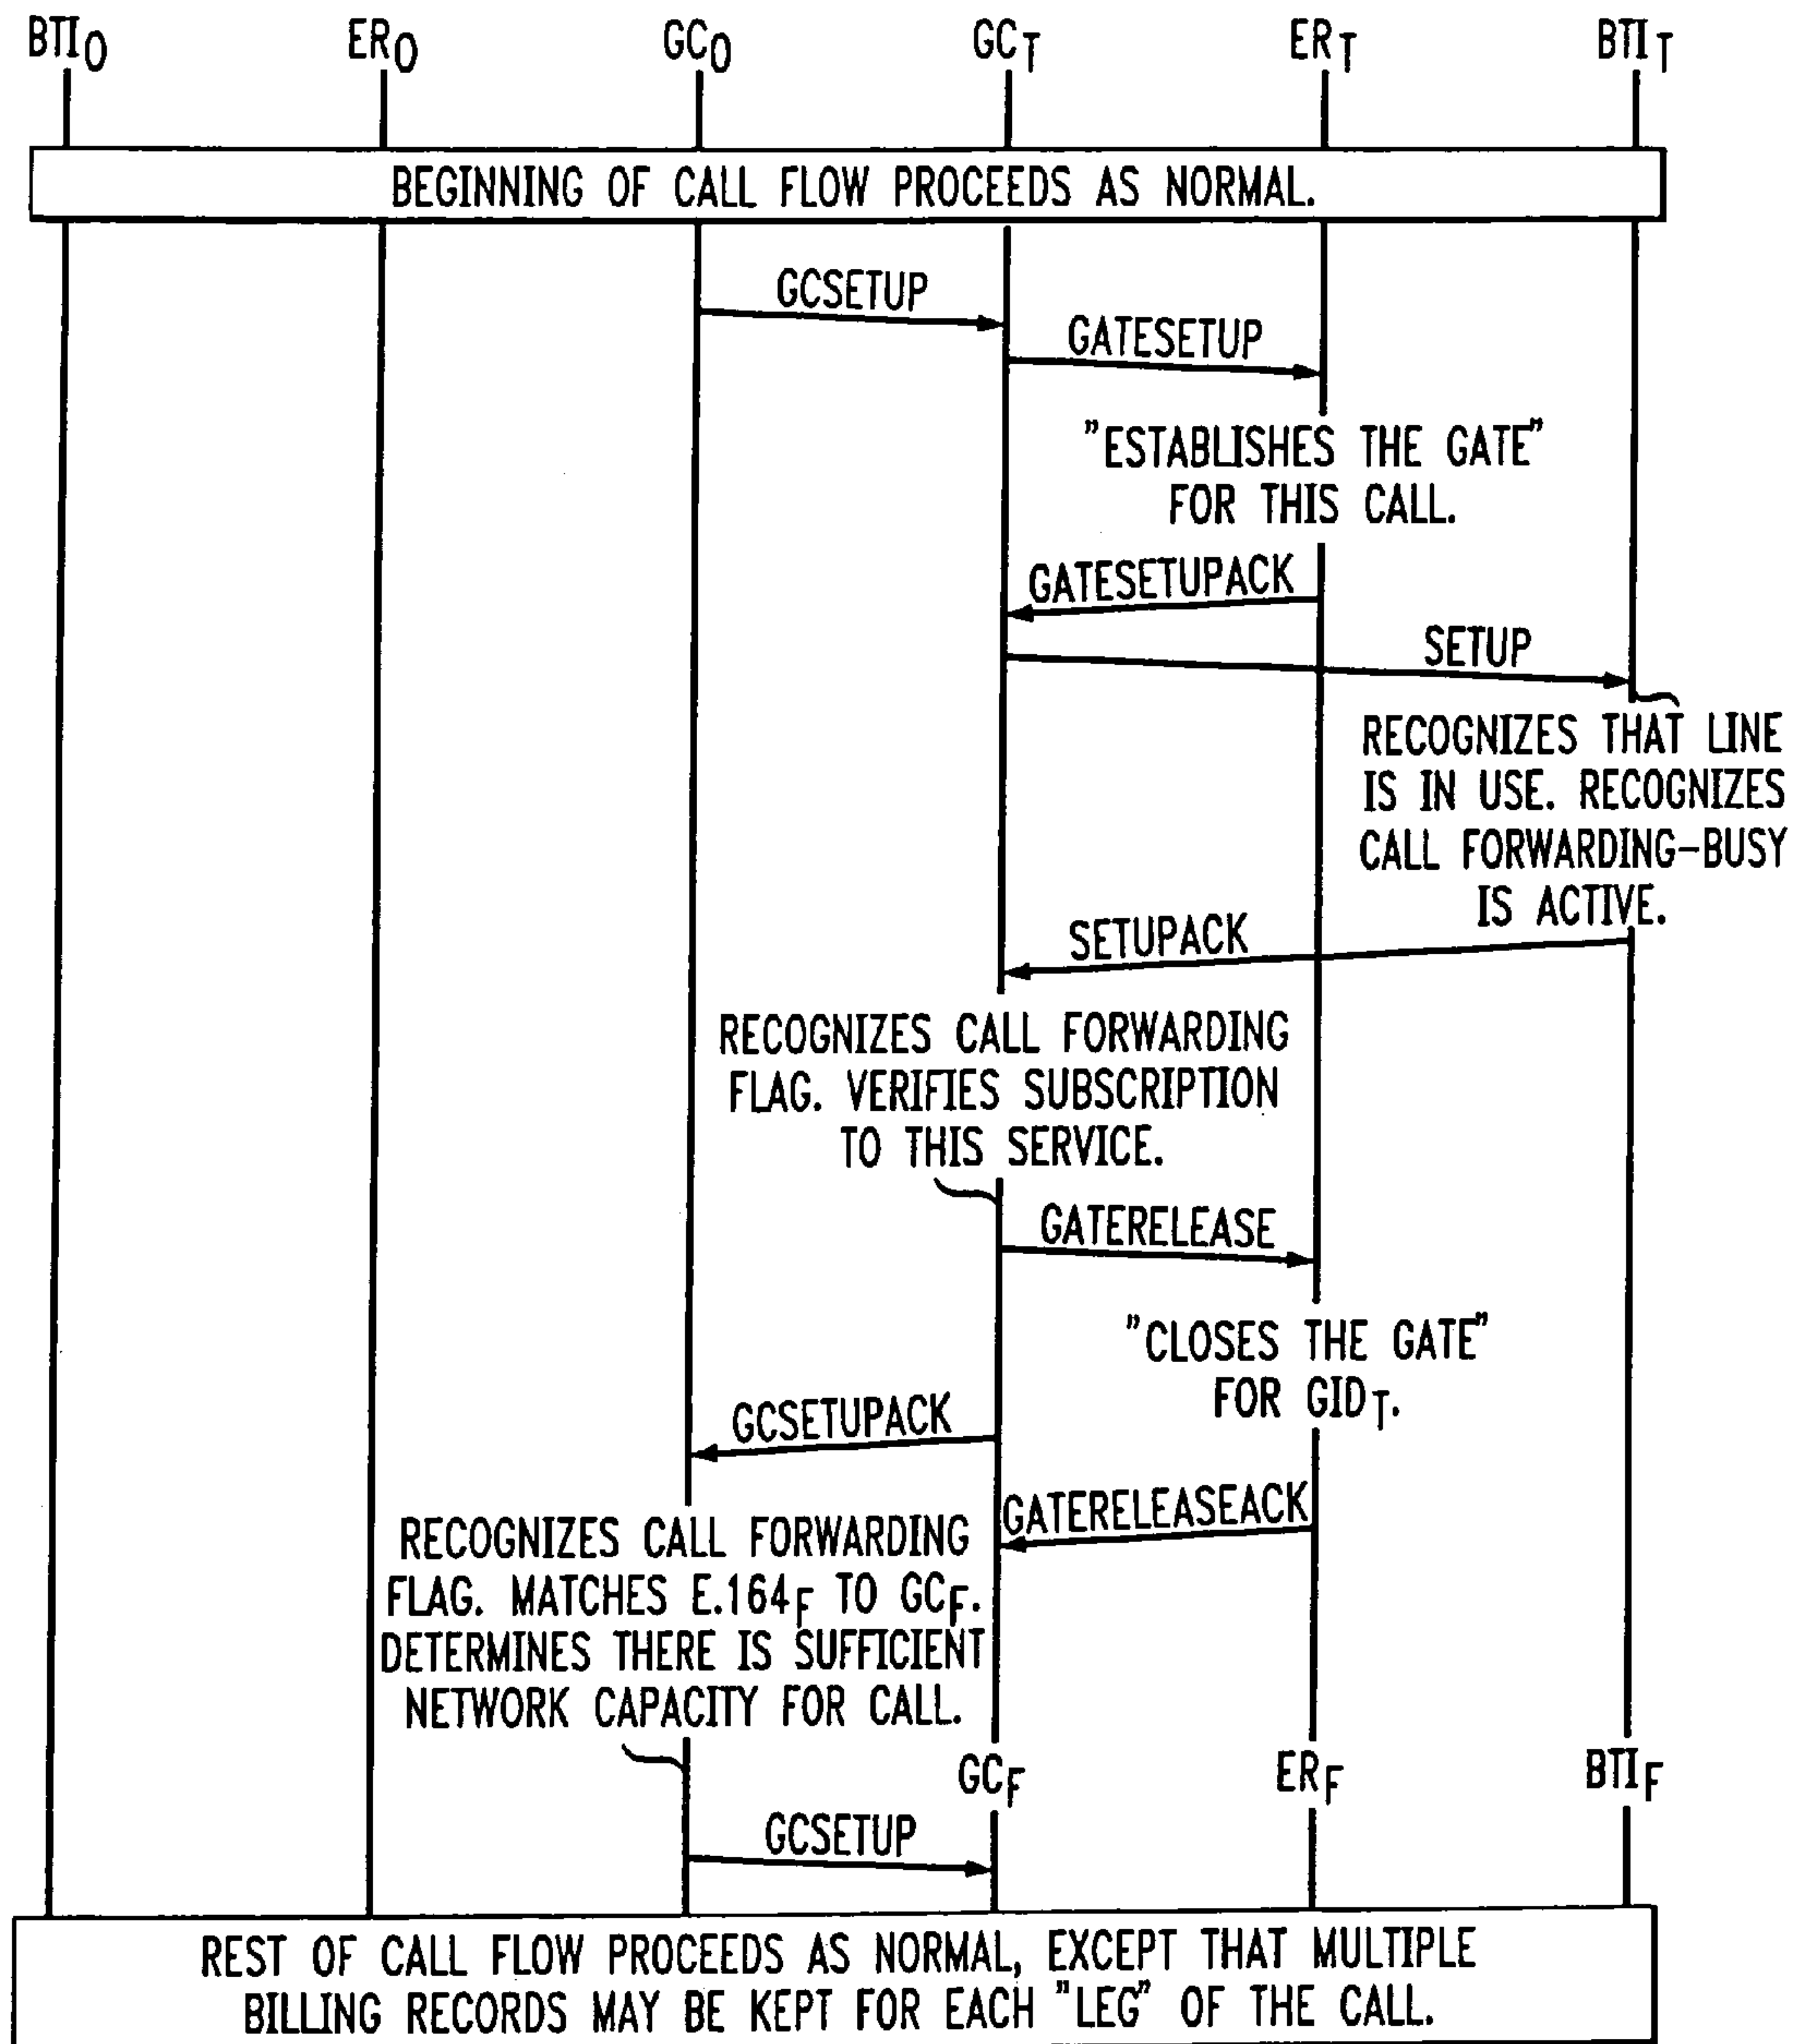 BTI_O ER_O GC_O GC_T ER_T BTI_T
BEGINNING OF CALL FLOW PROCEEDS AS NORMAL.
GCSETUP
GATESETUP
"ESTABLISHES THE GATE"
FOR THIS CALL.
GATESETUPACK
SETUP
RECOGNIZES THAT LINE
IS IN USE. RECOGNIZES
CALL FORWARDING-BUSY
IS ACTIVE.
SETUPACK
RECOGNIZES CALL FORWARDING
FLAG. VERIFIES SUBSCRIPTION
TO THIS SERVICE.
GATERELEASE
"CLOSES THE GATE"
FOR GID_T.
GCSETUPACK
GATERELEASEACK
RECOGNIZES CALL FORWARDING
FLAG. MATCHES E.164_F TO GC_F.
DETERMINES THERE IS SUFFICIENT
NETWORK CAPACITY FOR CALL.
GC_F ER_F BTI_F
GCSETUP
REST OF CALL FLOW PROCEEDS AS NORMAL, EXCEPT THAT MULTIPLE
BILLING RECORDS MAY BE KEPT FOR EACH "LEG" OF THE CALL.